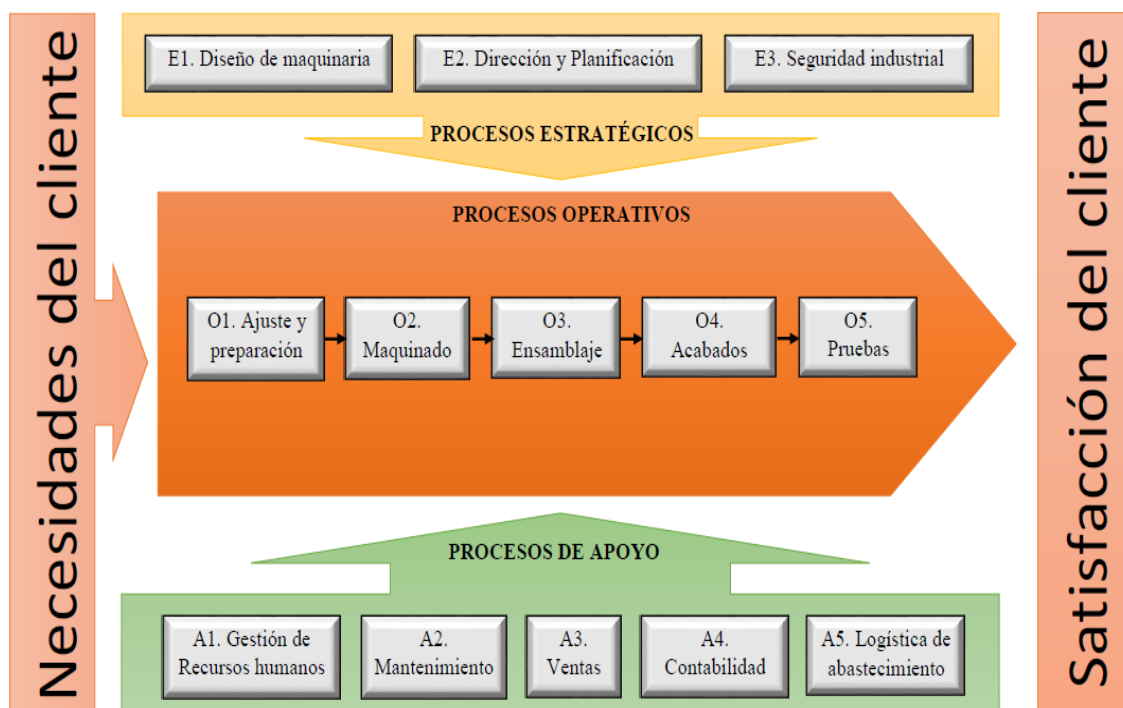 Necesidades del cliente
E1. Diseño de maquinaria
E2. Dirección y Planificación
E3. Seguridad industrial
PROCESOS ESTRATÉGICOS
PROCESOS OPERATIVOS
O1. Ajuste y
preparación
O2.
Maquinado
O3.
Ensamblaje
O4.
Acabados
O5.
Pruebas
PROCESOS DE APOYO
A1. Gestión de
Recursos humanos
A2.
Mantenimiento
A3.
Ventas
A4.
Contabilidad
A5. Logística de
abastecimiento
Satisfacción del cliente